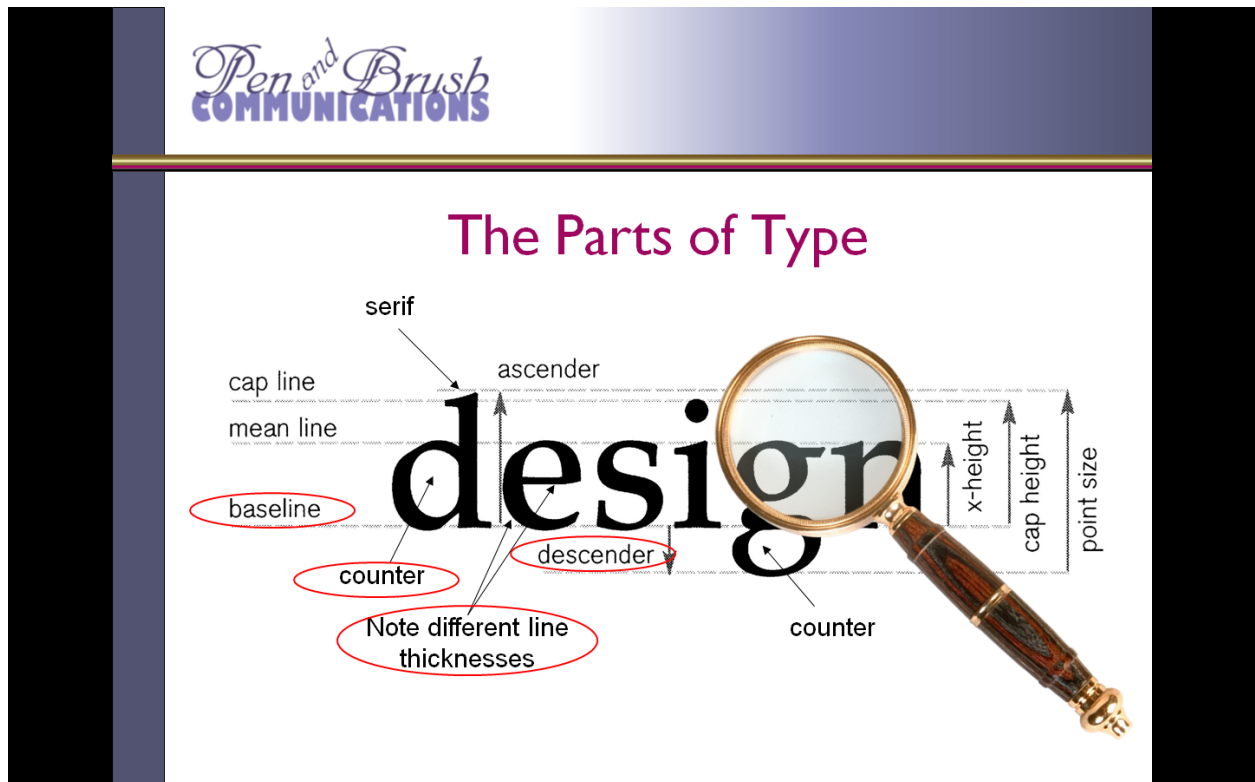 Pen and Brush
COMMUNICATIONS
The Parts of Type
serif
ascender
cap line
mean line
design
x-height
cap height
point size
baseline
descender
counter
Note different line
thicknesses
counter